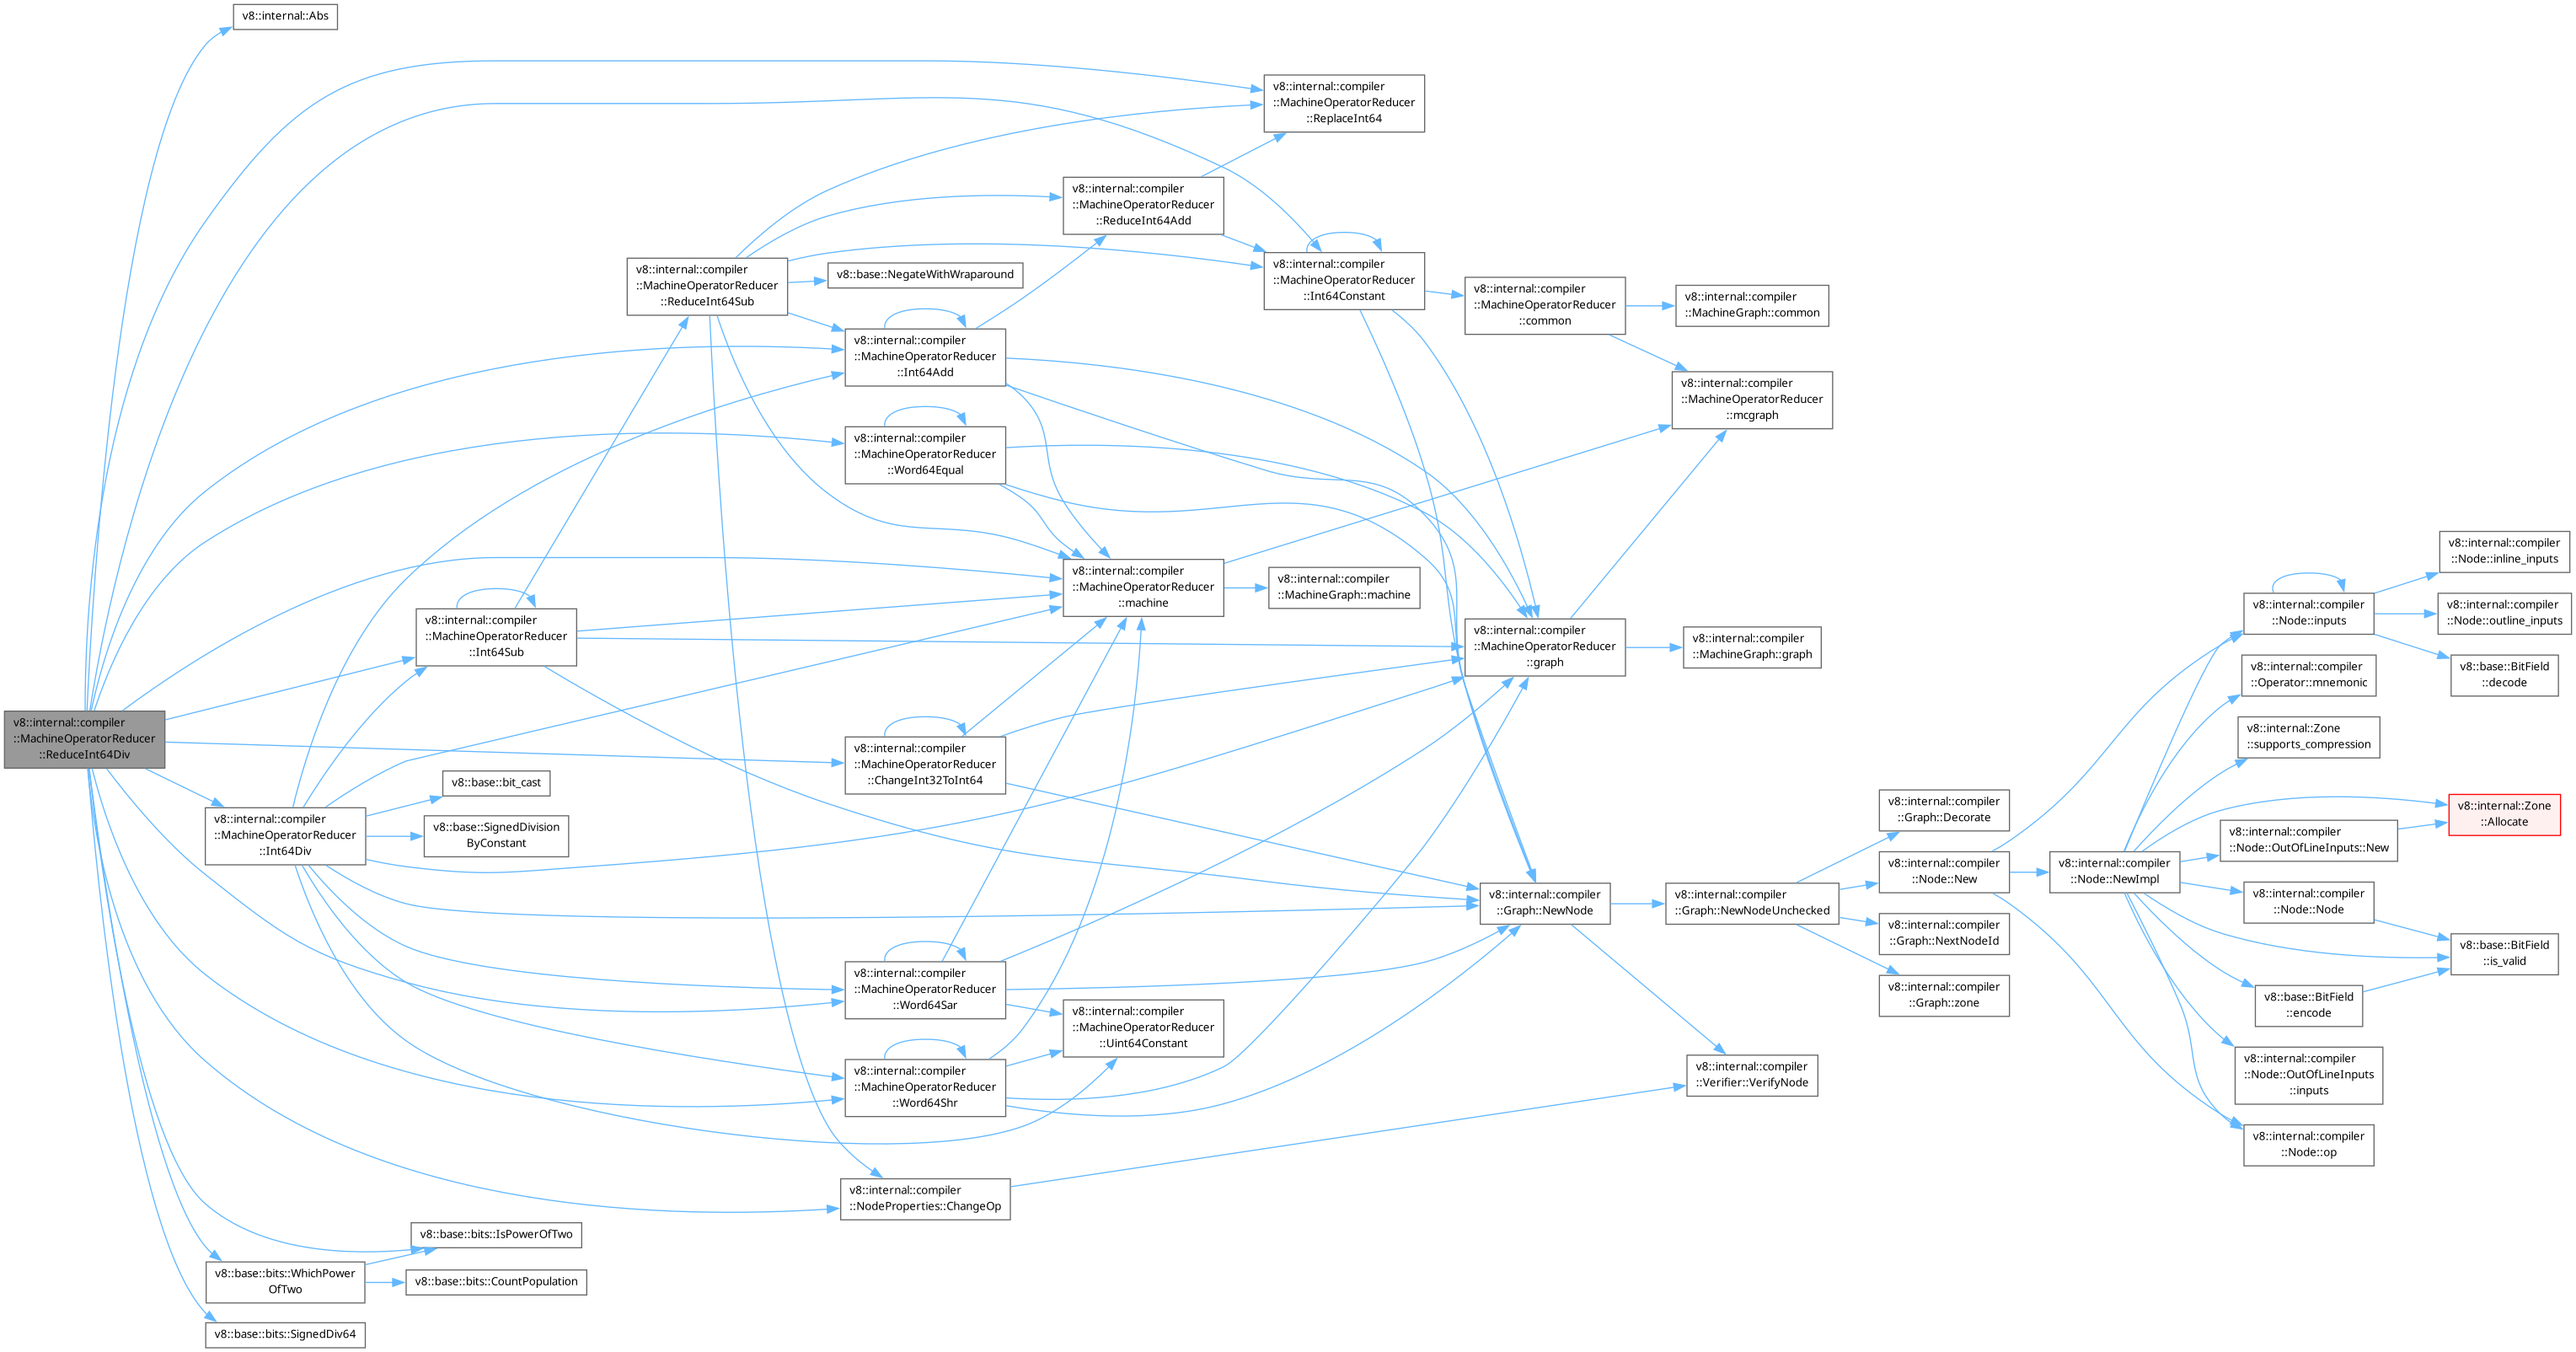 v8::internal::compiler
::MachineOperatorReducer
::ReduceInt64Div
v8::internal::Abs
v8::internal::compiler
::MachineOperatorReducer
::Int64Div
v8::base::bits::WhichPower
OfTwo
v8::base::bits::SignedDiv64
v8::internal::compiler
::MachineOperatorReducer
::Int64Sub
v8::base::bit_cast
v8::base::SignedDivision
ByConstant
v8::base::bits::IsPowerOfTwo
v8::base::bits::CountPopulation
v8::internal::compiler
::MachineOperatorReducer
::ReduceInt64Sub
v8::base::NegateWithWraparound
v8::internal::compiler
::MachineOperatorReducer
::Int64Add
v8::internal::compiler
::MachineOperatorReducer
::Word64Equal
v8::internal::compiler
::MachineOperatorReducer
::ChangeInt32ToInt64
v8::internal::compiler
::MachineOperatorReducer
::Word64Sar
v8::internal::compiler
::MachineOperatorReducer
::Word64Shr
v8::internal::compiler
::NodeProperties::ChangeOp
v8::internal::compiler
::MachineOperatorReducer
::ReduceInt64Add
v8::internal::compiler
::MachineOperatorReducer
::machine
v8::internal::compiler
::MachineOperatorReducer
::Uint64Constant
v8::internal::compiler
::MachineOperatorReducer
::ReplaceInt64
v8::internal::compiler
::MachineOperatorReducer
::Int64Constant
v8::internal::compiler
::MachineGraph::machine
v8::internal::compiler
::MachineOperatorReducer
::common
v8::internal::compiler
::MachineOperatorReducer
::graph
v8::internal::compiler
::Graph::NewNode
v8::internal::compiler
::MachineGraph::common
v8::internal::compiler
::MachineOperatorReducer
::mcgraph
v8::internal::compiler
::MachineGraph::graph
v8::internal::compiler
::Graph::NewNodeUnchecked
v8::internal::compiler
::Verifier::VerifyNode
v8::internal::compiler
::Graph::Decorate
v8::internal::compiler
::Node::New
v8::internal::compiler
::Graph::NextNodeId
v8::internal::compiler
::Graph::zone
v8::internal::compiler
::Node::NewImpl
v8::internal::compiler
::Node::inputs
v8::internal::compiler
::Operator::mnemonic
v8::internal::Zone
::supports_compression
v8::internal::compiler
::Node::OutOfLineInputs::New
v8::internal::compiler
::Node::Node
v8::base::BitField
::encode
v8::internal::compiler
::Node::OutOfLineInputs
::inputs
v8::internal::compiler
::Node::op
v8::internal::compiler
::Node::inline_inputs
v8::internal::compiler
::Node::outline_inputs
v8::base::BitField
::decode
v8::internal::Zone
::Allocate
v8::base::BitField
::is_valid